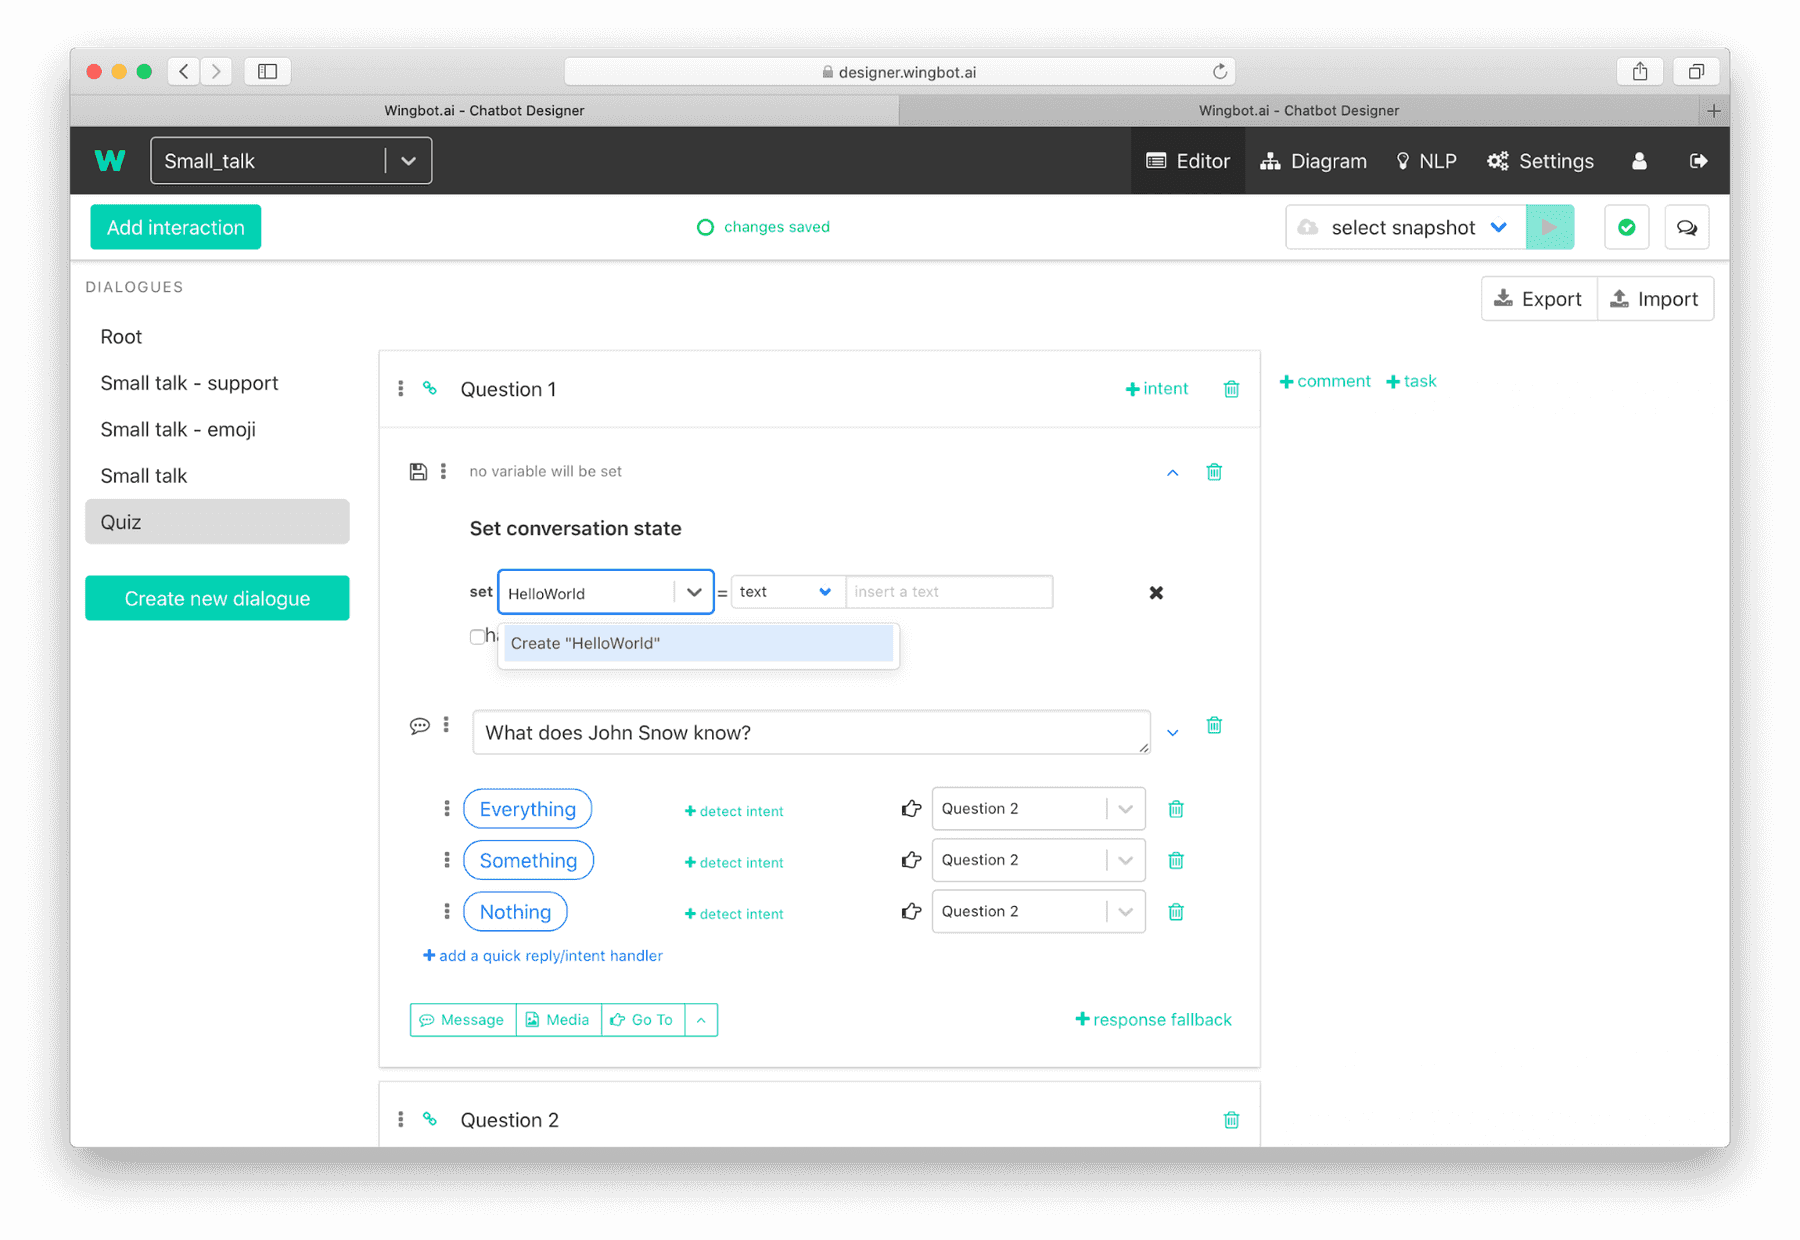 designer.wingbot.ai
Wingbot.ai - Chatbot Designer
Wingbot.ai - Chatbot Designer
W
Small_talk
Editor
Diagram
NLP
Settings
Add interaction
changes saved
select snapshot
DIALOGUES
Export
Import
Root
Small talk - support
Small talk - emoji
Small talk
Quiz
Create new dialogue
Question 1
+intent
+comment
+task
no variable will be set
Set conversation state
set HelloWorld = text insert a text
Create "HelloWorld"
What does John Snow know?
Everything + detect intent Question 2
Something + detect intent Question 2
Nothing + detect intent Question 2
+ add a quick reply/intent handler
Message
Media
Go To
+response fallback
Question 2